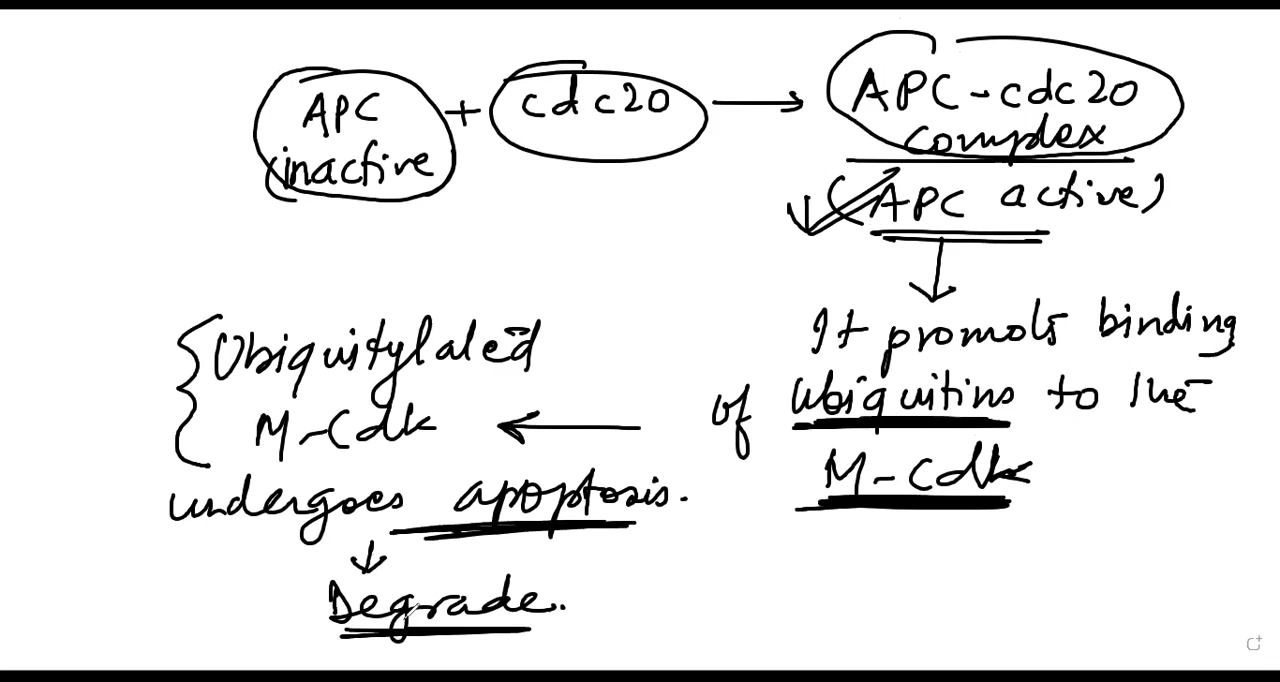 APC + cdc20 → APC-cdc20
inactive complex
(APC active)
↓
It promots binding
of ubiquitins to the
M-cdk
←
Ubiquitylated
M-Cdk
undergoes apoptosis.
↓
Degrade.